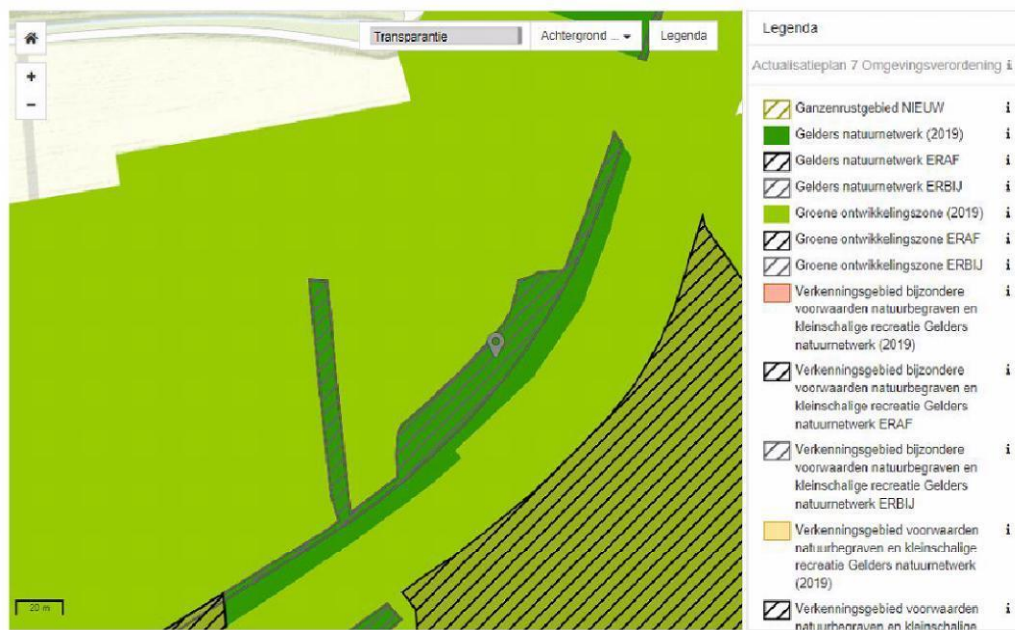 Transparantie
Achtergrond ...
Legenda
20 m
Legenda
Actualisatieplan 7 Omgevingsverordening i
Ganzenrustgebied NIEUW i
Gelders natuurnetwerk (2019) i
Gelders natuurnetwerk ERAF i
Gelders natuurnetwerk ERBIJ i
Groene ontwikkelingszone (2019) i
Groene ontwikkelingszone ERAF i
Groene ontwikkelingszone ERBIJ i
Verkenningsgebied bijzondere i
voorwaarden natuurbegraven en
kleinschalige recreatie Gelders
natuurnetwerk (2019)
Verkenningsgebied bijzondere i
voorwaarden natuurbegraven en
kleinschalige recreatie Gelders
natuurnetwerk ERAF
Verkenningsgebied bijzondere i
voorwaarden natuurbegraven en
kleinschalige recreatie Gelders
natuurnetwerk ERBIJ
Verkenningsgebied voorwaarden i
natuurbegraven en kleinschalige
recreatie Gelders natuurnetwerk
(2019)
Verkenningsgebied voorwaarden i
natuurbegraven en kleinschalige